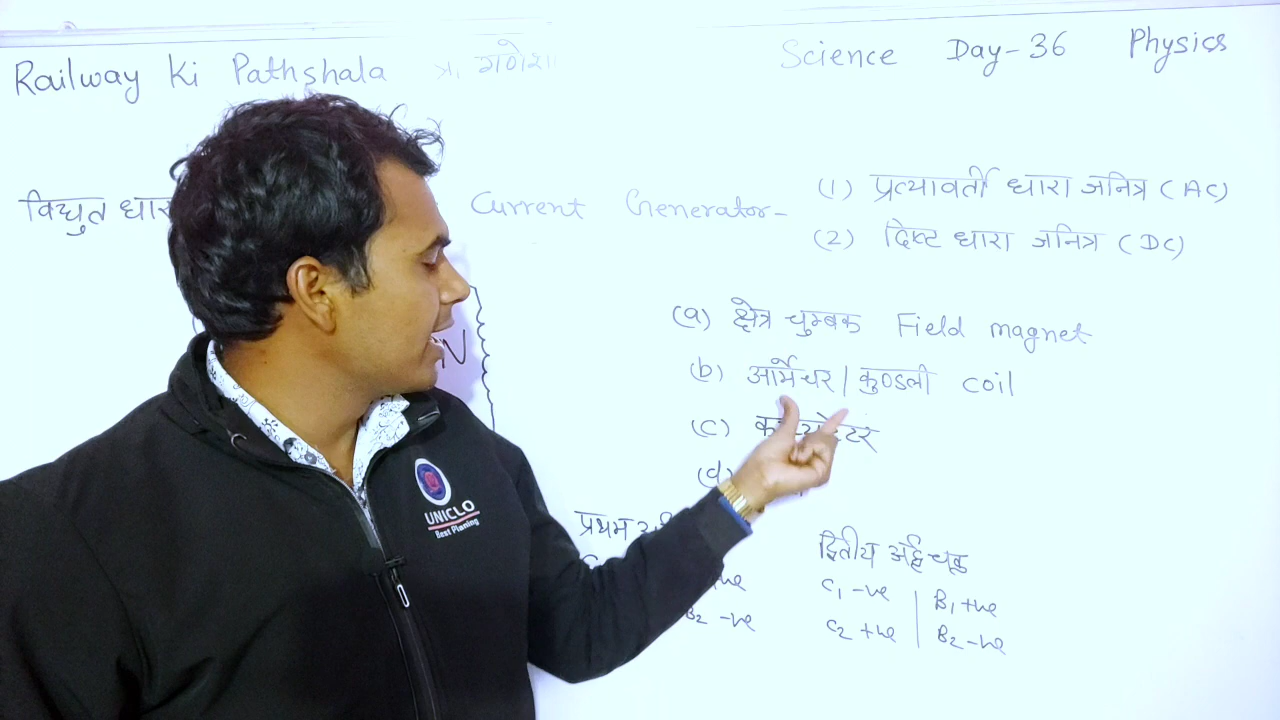 Railway Ki Pathshala
Science Day-36 Physics
विद्युत धारा
Current Generator-
(1) प्रत्यावर्ती धारा जनित्र (AC)
(2) दिष्ट धारा जनित्र (DC)
(a) क्षेत्र चुम्बक Field magnet
N
(b) आर्मेचर / कुण्डली coil
(c)
(d)
UNICLO
Best Planing
प्रथम
B2 -ve
द्वितीय अर्द्ध चक्र
C1 -ve | B1 +ve
C2 +ve | B2 -ve